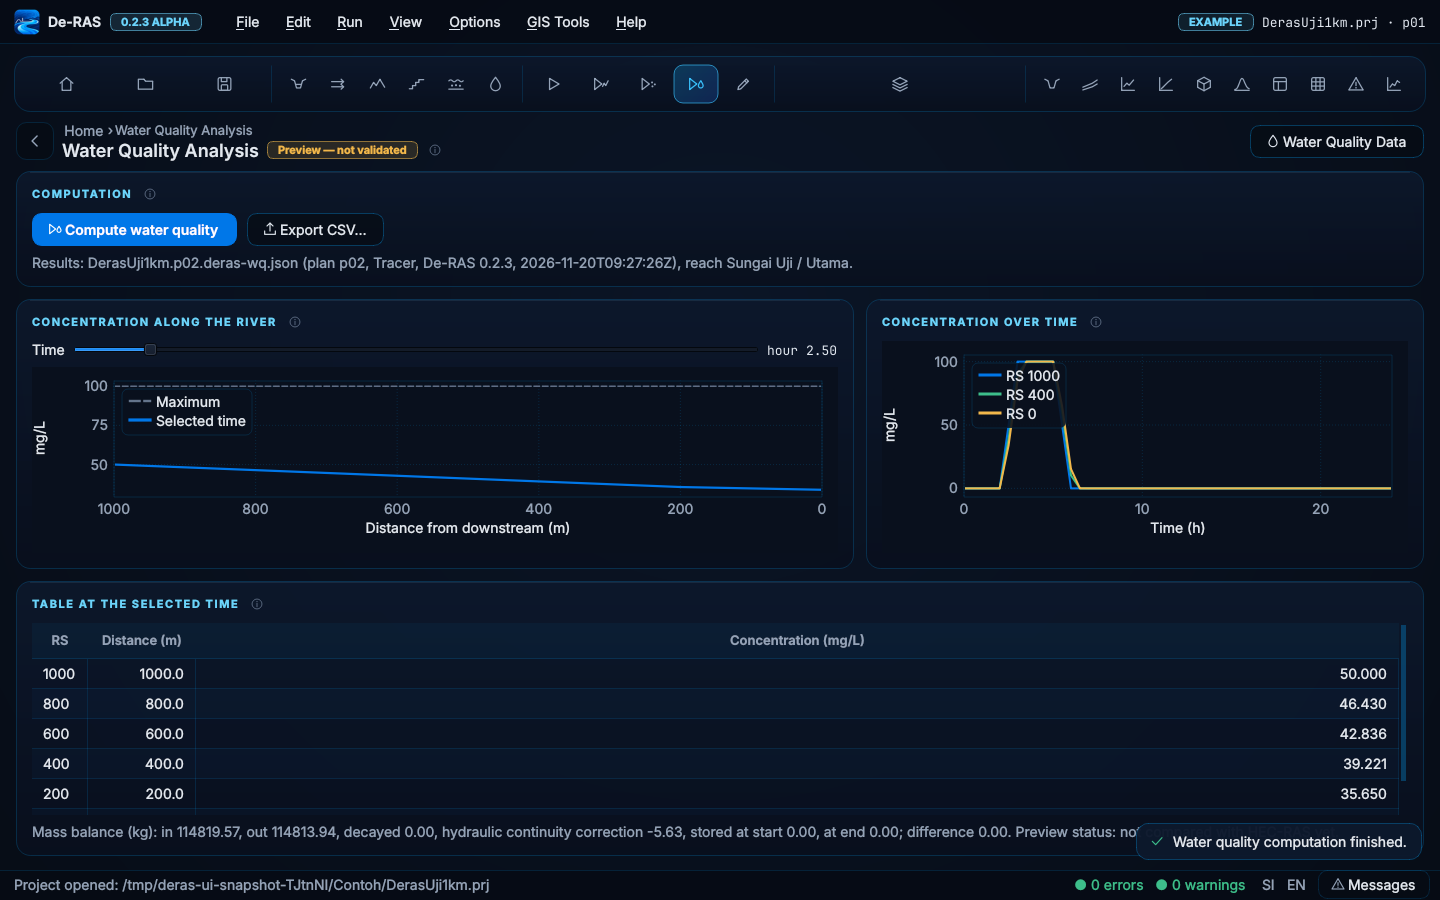 De-RAS 0.2.3 ALPHA File Edit Run View Options GIS Tools Help EXAMPLE DerasUji1km.prj · p01
Home › Water Quality Analysis
Water Quality Analysis Preview — not validated
Water Quality Data
COMPUTATION
Compute water quality Export CSV...
Results: DerasUji1km.p02.deras-wq.json (plan p02, Tracer, De-RAS 0.2.3, 2026-11-20T09:27:26Z), reach Sungai Uji / Utama.
CONCENTRATION ALONG THE RIVER
Time hour 2.50
100
75
50
mg/L
Maximum
Selected time
1000 800 600 400 200 0
Distance from downstream (m)
CONCENTRATION OVER TIME
100
50
0
mg/L
RS 1000
RS 400
RS 0
0 10 20
Time (h)
TABLE AT THE SELECTED TIME
RS Distance (m) Concentration (mg/L)
1000 1000.0 50.000
800 800.0 46.430
600 600.0 42.836
400 400.0 39.221
200 200.0 35.650
Mass balance (kg): in 114819.57, out 114813.94, decayed 0.00, hydraulic continuity correction -5.63, stored at start 0.00, at end 0.00; difference 0.00. Preview status:
Water quality computation finished.
Project opened: /tmp/deras-ui-snapshot-TJtnNl/Contoh/DerasUji1km.prj 0 errors 0 warnings SI EN Messages